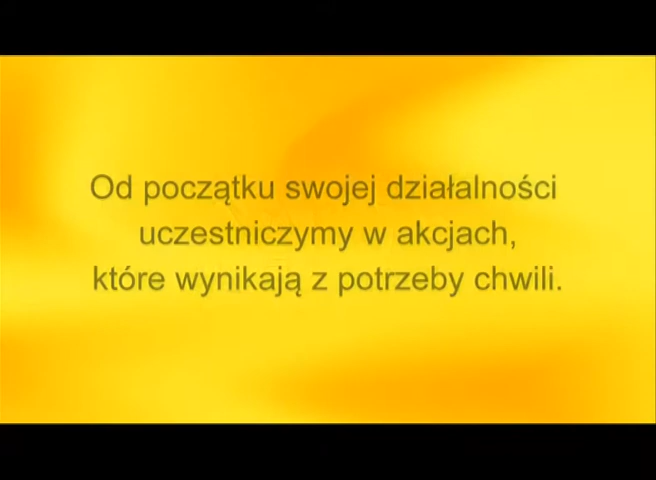 Od początku swojej działalności
uczestniczymy w akcjach,
które wynikają z potrzeby chwili.